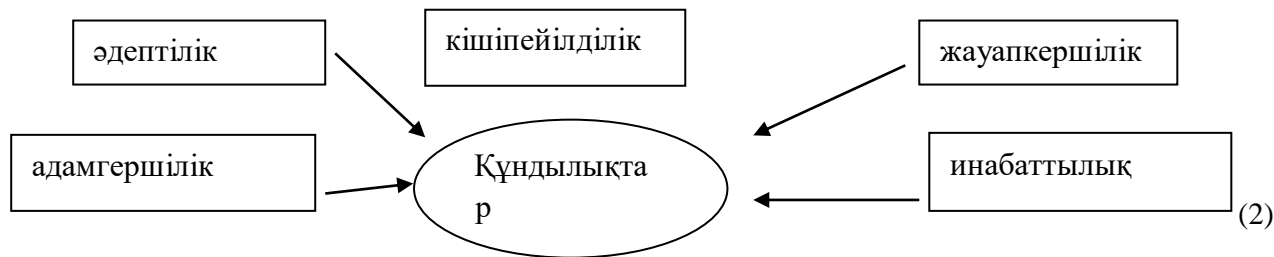 әдептілік
кішіпейілділік
жауапкершілік
адамгершілік
Құндылықта
р
инабаттылық
(2)